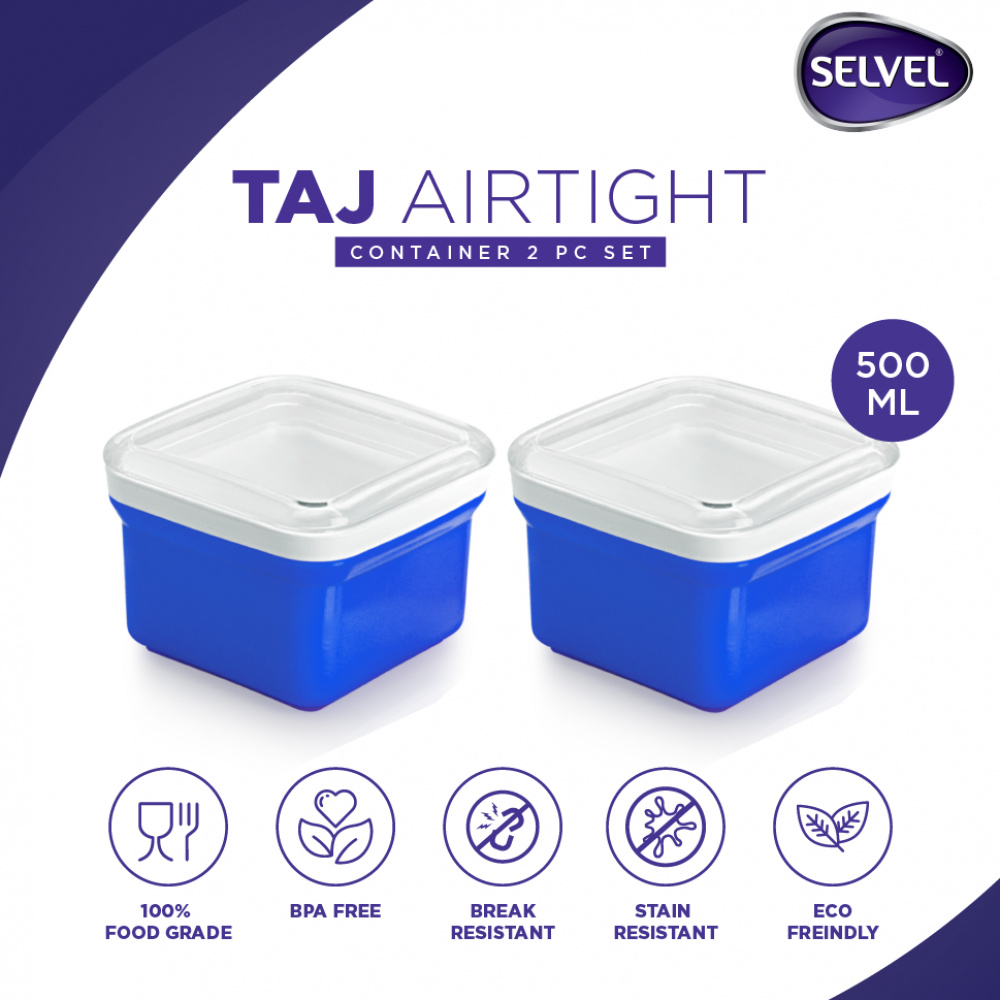 SELVEL®
TAJ AIRTIGHT
CONTAINER 2 PC SET
500
ML
100%
FOOD GRADE
BPA FREE
BREAK
RESISTANT
STAIN
RESISTANT
ECO
FREINDLY